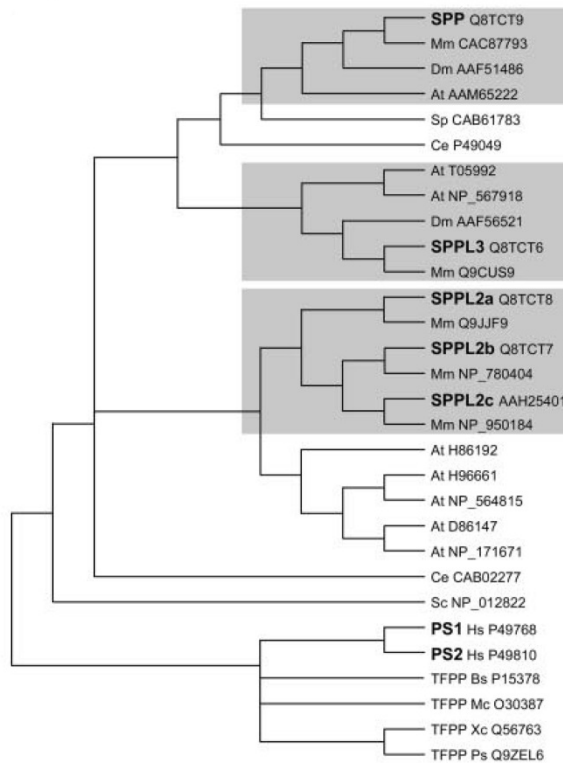 SPP Q8TCT9
Mm CAC87793
Dm AAF51486
At AAM65222
Sp CAB61783
Ce P49049
At T05992
At NP_567918
Dm AAF56521
SPPL3 Q8TCT6
Mm Q9CUS9
SPPL2a Q8TCT8
Mm Q9JJF9
SPPL2b Q8TCT7
Mm NP_780404
SPPL2c AAH25401
Mm NP_950184
At H86192
At H96661
At NP_564815
At D86147
At NP_171671
Ce CAB02277
Sc NP_012822
PS1 Hs P49768
PS2 Hs P49810
TFPP Bs P15378
TFPP Mc O30387
TFPP Xc Q56763
TFPP Ps Q9ZEL6